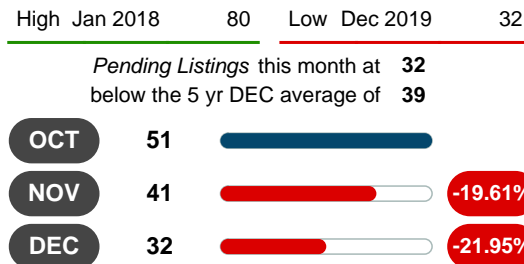 High Jan 2018 80 Low Dec 2019 32
Pending Listings this month at 32
below the 5 yr DEC average of 39
OCT 51
NOV 41 -19.61%
DEC 32 -21.95%